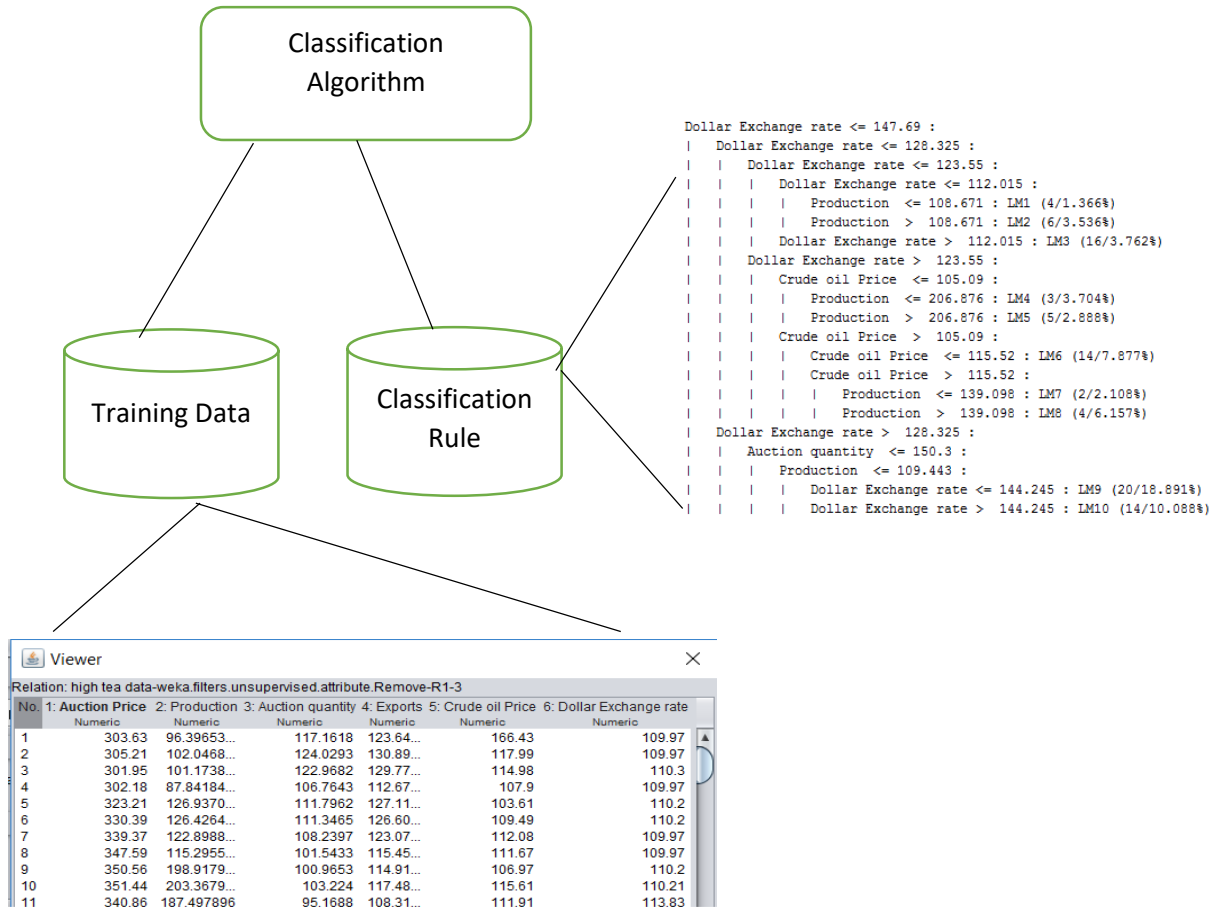 Classification
Algorithm
Dollar Exchange rate <= 147.69 :
|   Dollar Exchange rate <= 128.325 :
|   |   Dollar Exchange rate <= 123.55 :
|   |   |   Dollar Exchange rate <= 112.015 :
|   |   |   |   Production  <= 108.671 : LM1 (4/1.366%)
|   |   |   |   Production  >  108.671 : LM2 (6/3.536%)
|   |   |   Dollar Exchange rate >  112.015 : LM3 (16/3.762%)
|   |   Dollar Exchange rate >  123.55 :
|   |   |   Crude oil Price  <= 105.09 :
|   |   |   |   Production  <= 206.876 : LM4 (3/3.704%)
|   |   |   |   Production  >  206.876 : LM5 (5/2.888%)
|   |   |   Crude oil Price  >  105.09 :
|   |   |   |   Crude oil Price  <= 115.52 : LM6 (14/7.877%)
|   |   |   |   Crude oil Price  >  115.52 :
|   |   |   |   |   Production  <= 139.098 : LM7 (2/2.108%)
|   |   |   |   |   Production  >  139.098 : LM8 (4/6.157%)
|   Dollar Exchange rate >  128.325 :
|   |   Auction quantity  <= 150.3 :
|   |   |   Production  <= 109.443 :
|   |   |   |   Dollar Exchange rate <= 144.245 : LM9 (20/18.891%)
|   |   |   |   Dollar Exchange rate >  144.245 : LM10 (14/10.088%)
Training Data
Classification
Rule
Viewer
Relation: high tea data-weka.filters.unsupervised.attribute.Remove-R1-3
No. 1: Auction Price 2: Production 3: Auction quantity 4: Exports 5: Crude oil Price 6: Dollar Exchange rate
Numeric Numeric Numeric Numeric Numeric Numeric
1 303.63 96.39653... 117.1618 123.64... 166.43 109.97
2 305.21 102.0468... 124.0293 130.89... 117.99 109.97
3 301.95 101.1738... 122.9682 129.77... 114.98 110.3
4 302.18 87.84184... 106.7643 112.67... 107.9 109.97
5 323.21 126.9370... 111.7962 127.11... 103.61 110.2
6 330.39 126.4264... 111.3465 126.60... 109.49 110.2
7 339.37 122.8988... 108.2397 123.07... 112.08 109.97
8 347.59 115.2955... 101.5433 115.45... 111.67 109.97
9 350.56 198.9179... 100.9653 114.91... 106.97 110.2
10 351.44 203.3679... 103.224 117.48... 115.61 110.21
11 340.86 187.497896 95.1688 108.31... 111.91 113.83